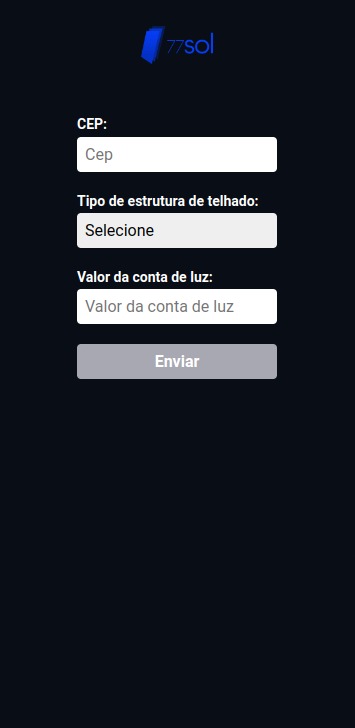 77sol
CEP:
Cep
Tipo de estrutura de telhado:
Selecione
Valor da conta de luz:
Valor da conta de luz
Enviar